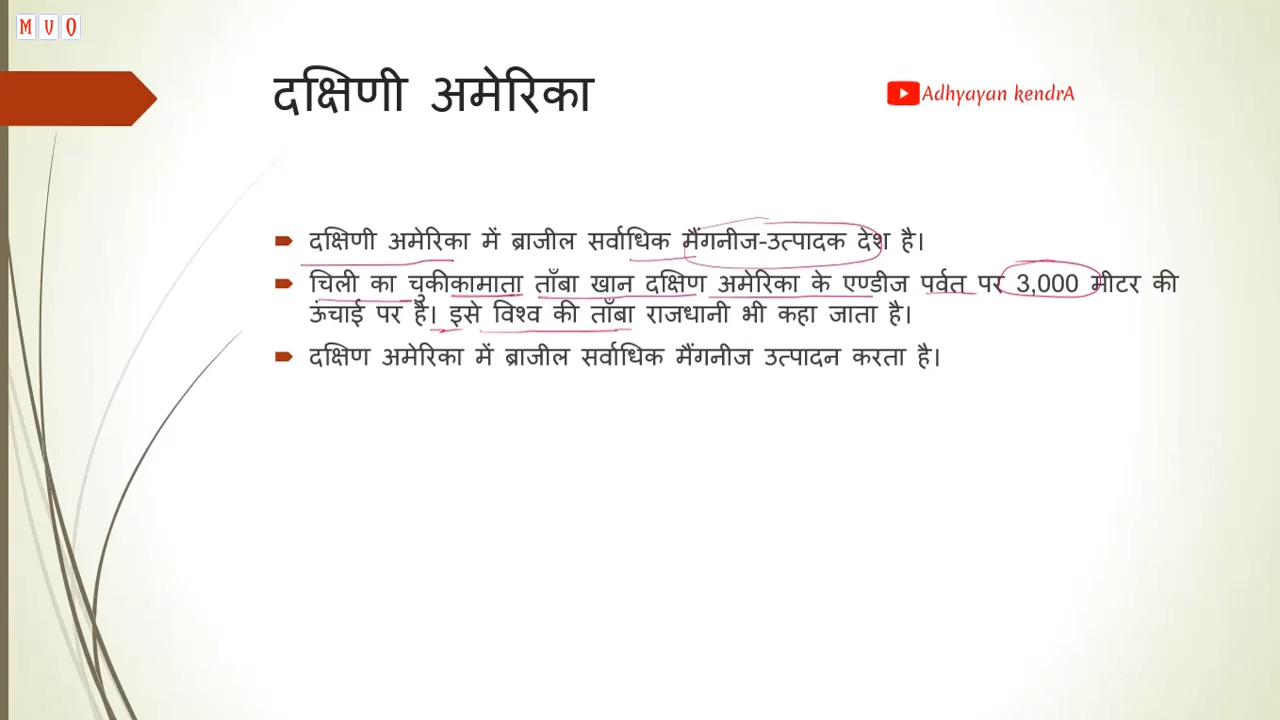 M V O
दक्षिणी अमेरिका
Adhyayan kendrA
दक्षिणी अमेरिका में ब्राजील सर्वाधिक मैंगनीज-उत्पादक देश है।
चिली का चुकीकामाता ताँबा खान दक्षिण अमेरिका के एण्डीज पर्वत पर 3,000 मीटर की
ऊंचाई पर है। इसे विश्व की ताँबा राजधानी भी कहा जाता है।
दक्षिण अमेरिका में ब्राजील सर्वाधिक मैंगनीज उत्पादन करता है।